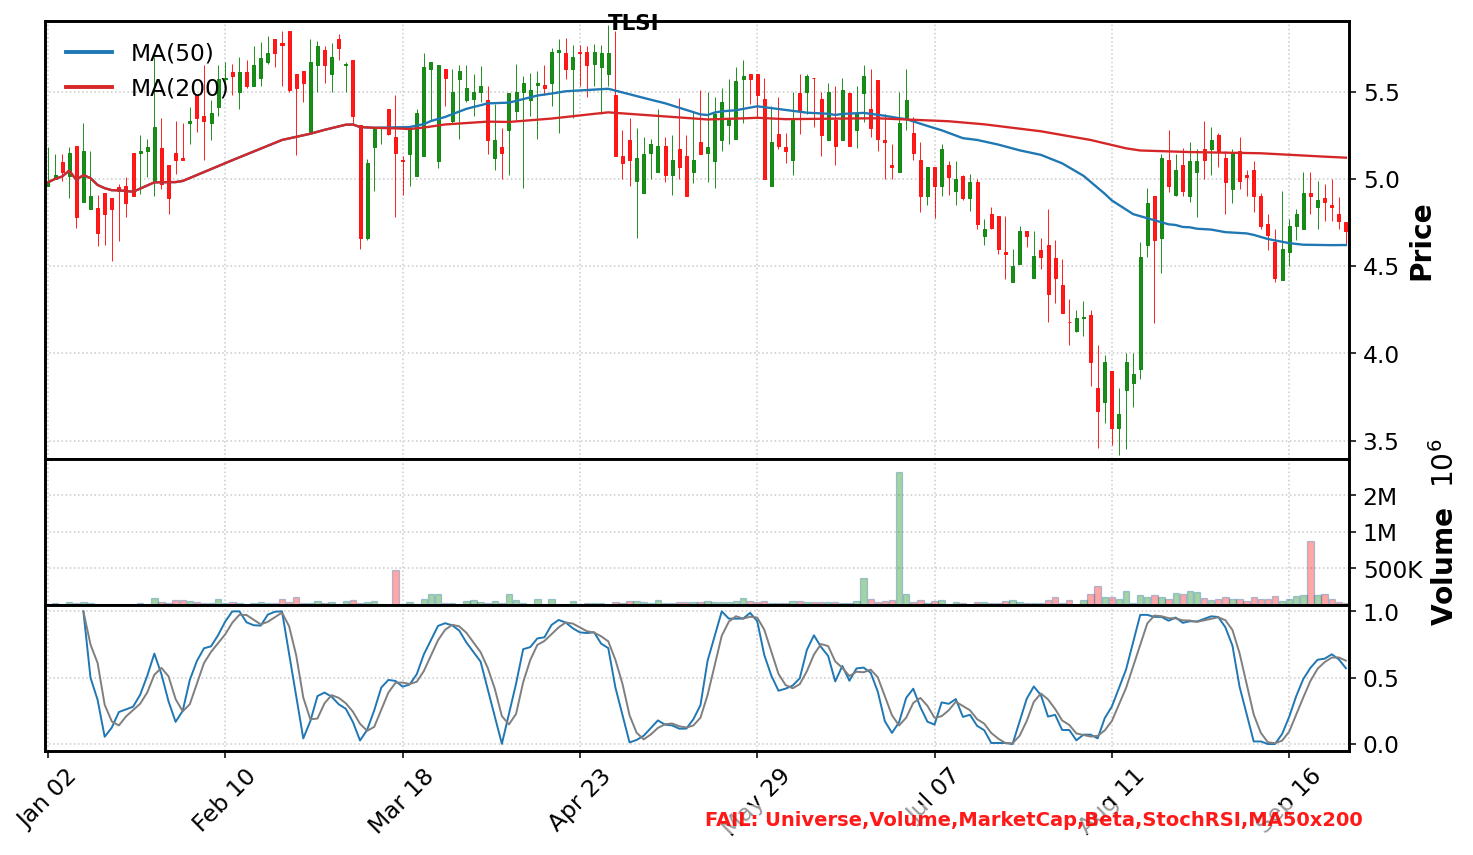 TLSI
MA(50)
MA(200)
5.5
5.0
4.5
4.0
3.5
Price
2M
1M
500K
Volume 10^6
1.0
0.5
0.0
Jan 02
Feb 10
Mar 18
Apr 23
May 29
Jul 07
Aug 11
Sep 16
FAIL: Universe,Volume,MarketCap,Beta,StochRSI,MA50x200